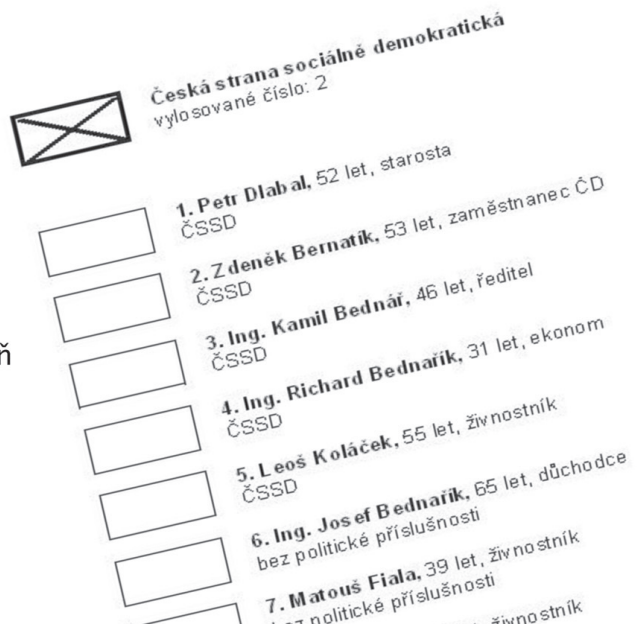 Česká strana sociálně demokratická
vylosované číslo: 2
1. Petr Dlabal, 52 let, starosta
ČSSD
2. Zdeněk Bernatík, 53 let, zaměstnanec ČD
ČSSD
3. Ing. Kamil Bednář, 46 let, ředitel
ČSSD
ň
4. Ing. Richard Bednařík, 31 let, ekonom
ČSSD
5. Leoš Koláček, 55 let, živnostník
ČSSD
6. Ing. Josef Bednařík, 65 let, důchodce
bez politické příslušnosti
7. Matouš Fiala, 39 let, živnostník
bez politické příslušnosti
živnostník